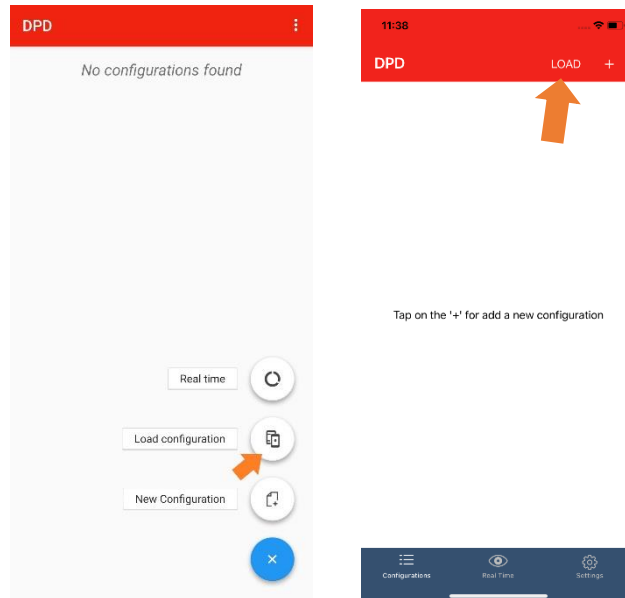 DPD
No configurations found
Real time
Load configuration
New Configuration
11:38
DPD
LOAD +
Tap on the '+' for add a new configuration
Configurations
Real Time
Settings